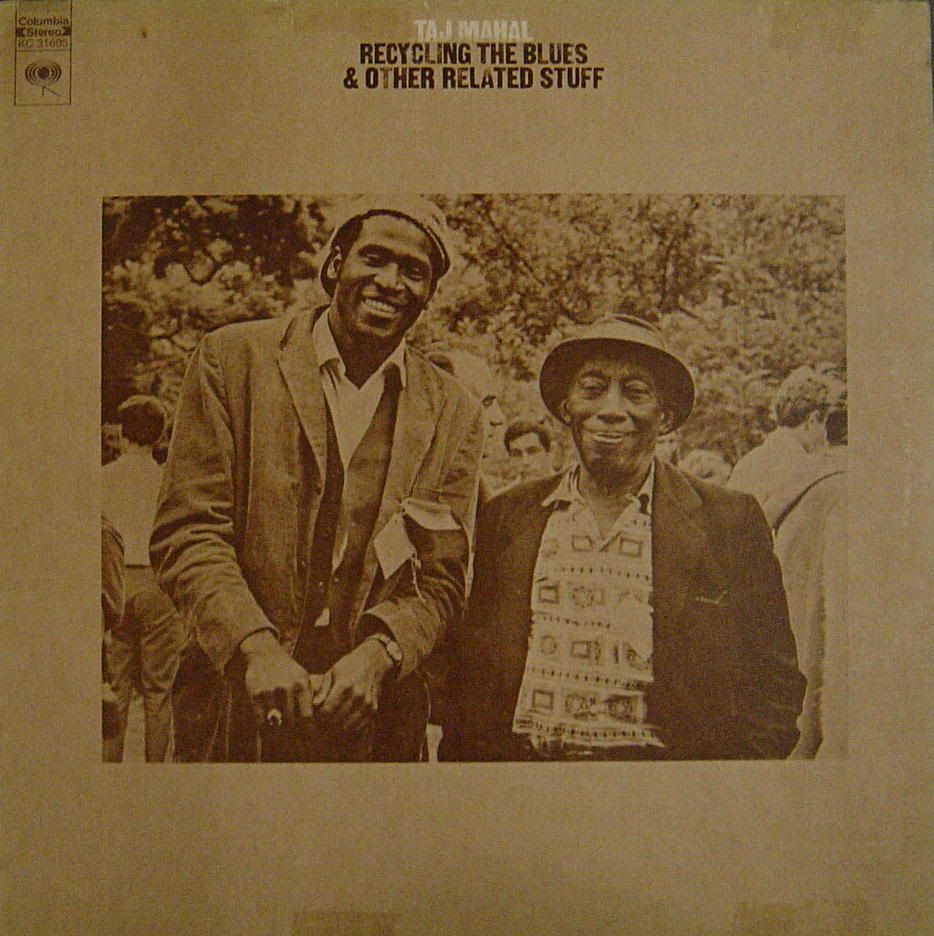 Columbia
Stereo
KC 31605
TAJ MAHAL
RECYCLING THE BLUES
& OTHER RELATED STUFF